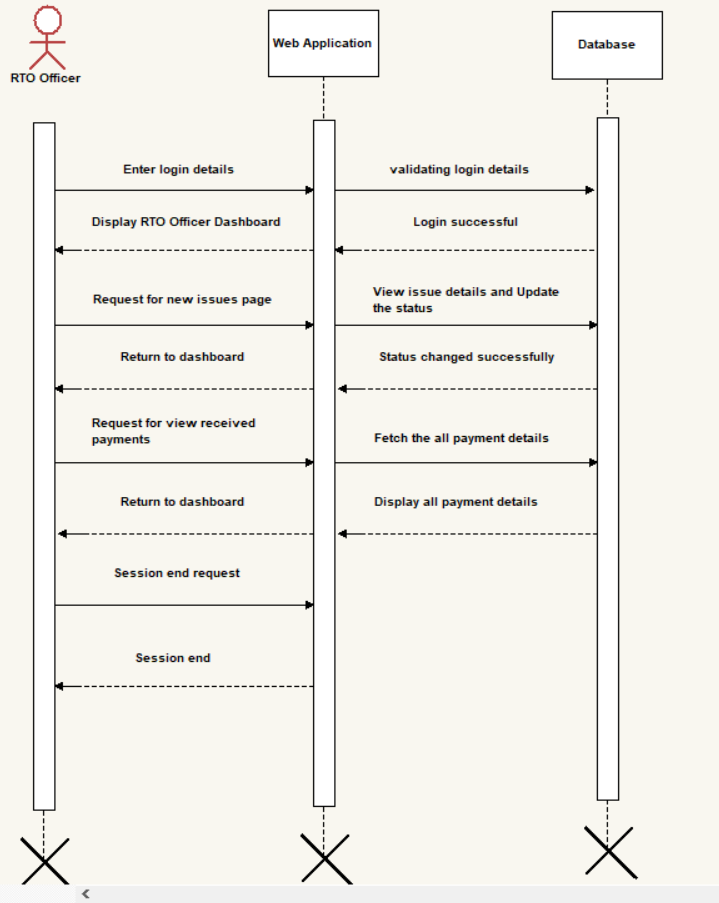 RTO Officer
Web Application
Database
Enter login details
validating login details
Display RTO Officer Dashboard
Login successful
Request for new issues page
View issue details and Update
the status
Return to dashboard
Status changed successfully
Request for view received
payments
Fetch the all payment details
Return to dashboard
Display all payment details
Session end request
Session end